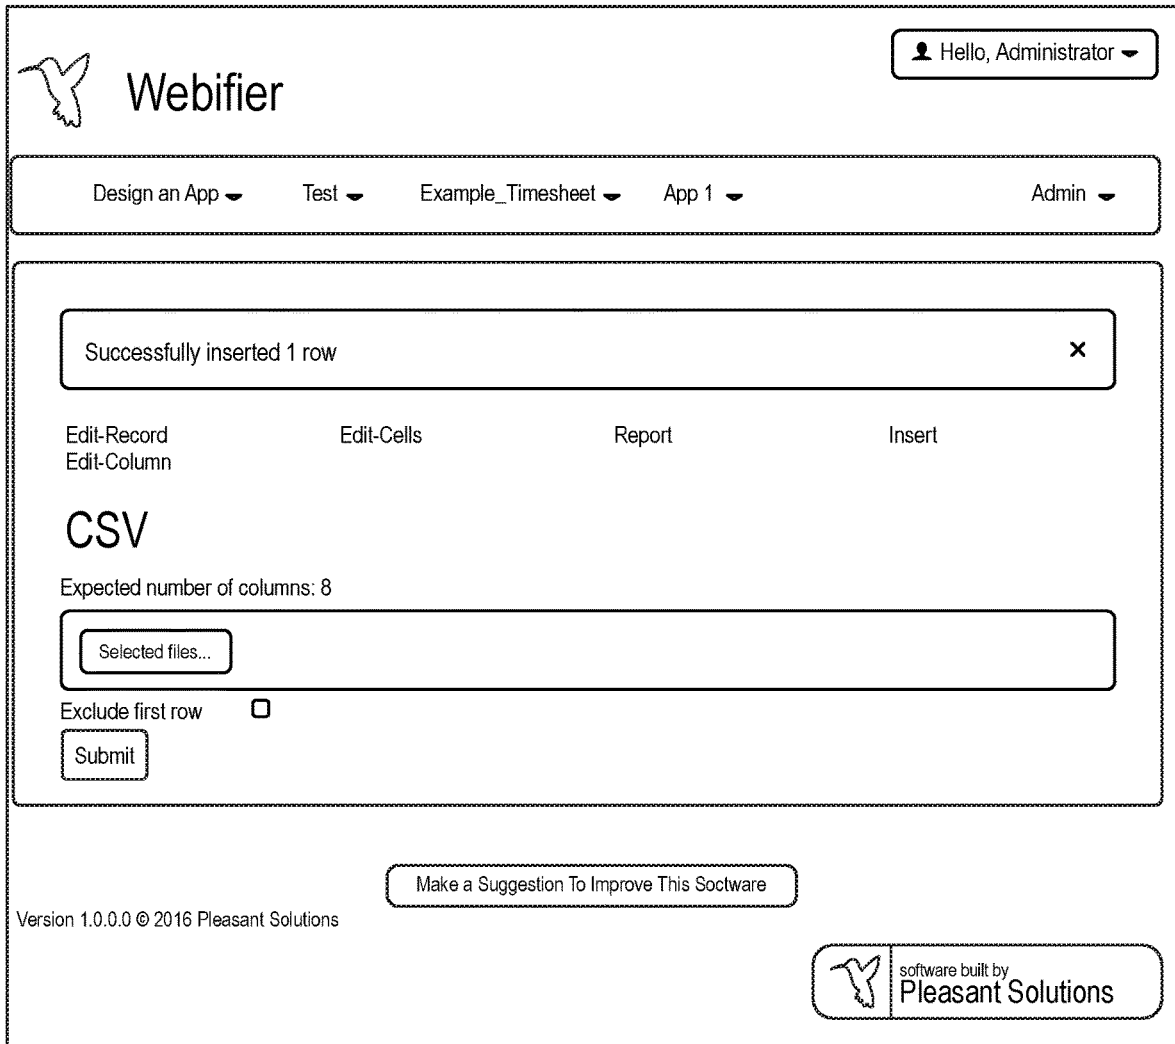 Hello, Administrator
Webifier
Design an App Test Example_Timesheet App 1 Admin
Successfully inserted 1 row
Edit-Record Edit-Cells Report Insert
Edit-Column
CSV
Expected number of columns: 8
Selected files...
Exclude first row
Submit
Make a Suggestion To Improve This Soctware
Version 1.0.0.0 © 2016 Pleasant Solutions
software built by
Pleasant Solutions